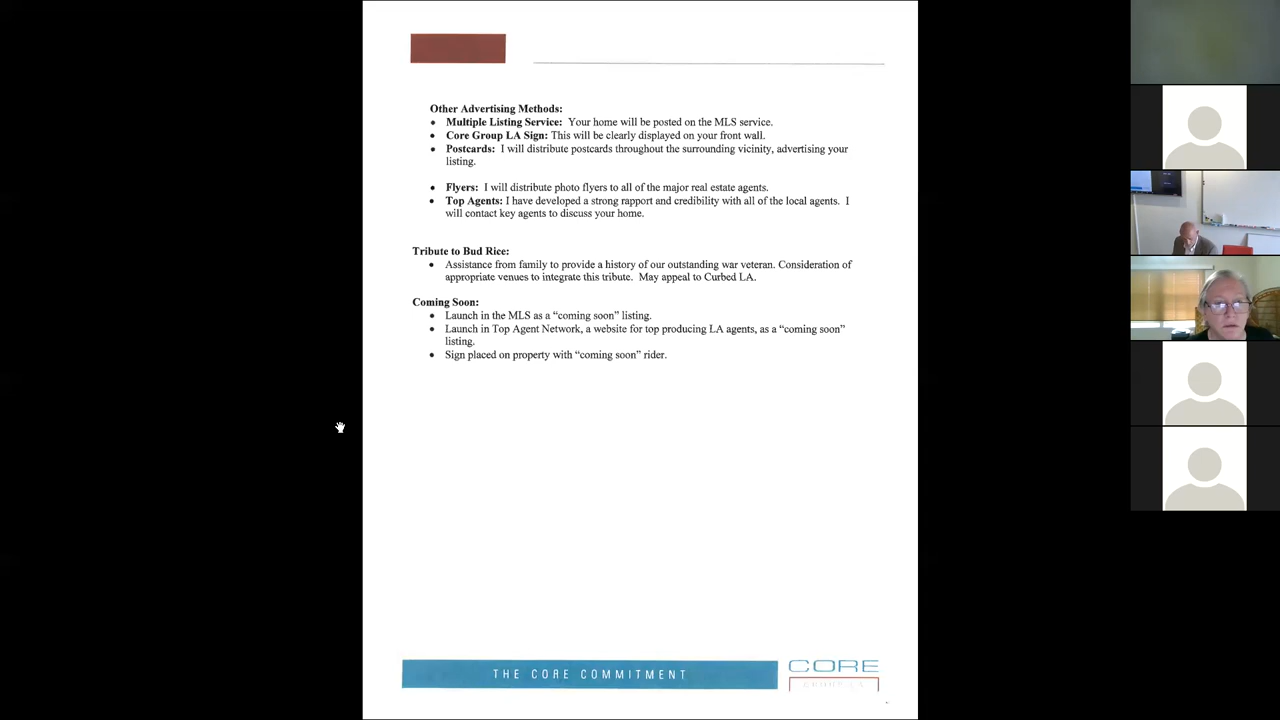 Other Advertising Methods:
• Multiple Listing Service: Your home will be posted on the MLS service.
• Core Group LA Sign: This will be clearly displayed on your front wall.
• Postcards: I will distribute postcards throughout the surrounding vicinity, advertising your
listing.
• Flyers: I will distribute photo flyers to all of the major real estate agents.
• Top Agents: I have developed a strong rapport and credibility with all of the local agents. I
will contact key agents to discuss your home.
Tribute to Bud Rice:
• Assistance from family to provide a history of our outstanding war veteran. Consideration of
appropriate venues to integrate this tribute. May appeal to Curbed LA.
Coming Soon:
• Launch in the MLS as a “coming soon” listing.
• Launch in Top Agent Network, a website for top producing LA agents, as a “coming soon”
listing.
• Sign placed on property with “coming soon” rider.
THE CORE COMMITMENT
CORE
GROUP LA